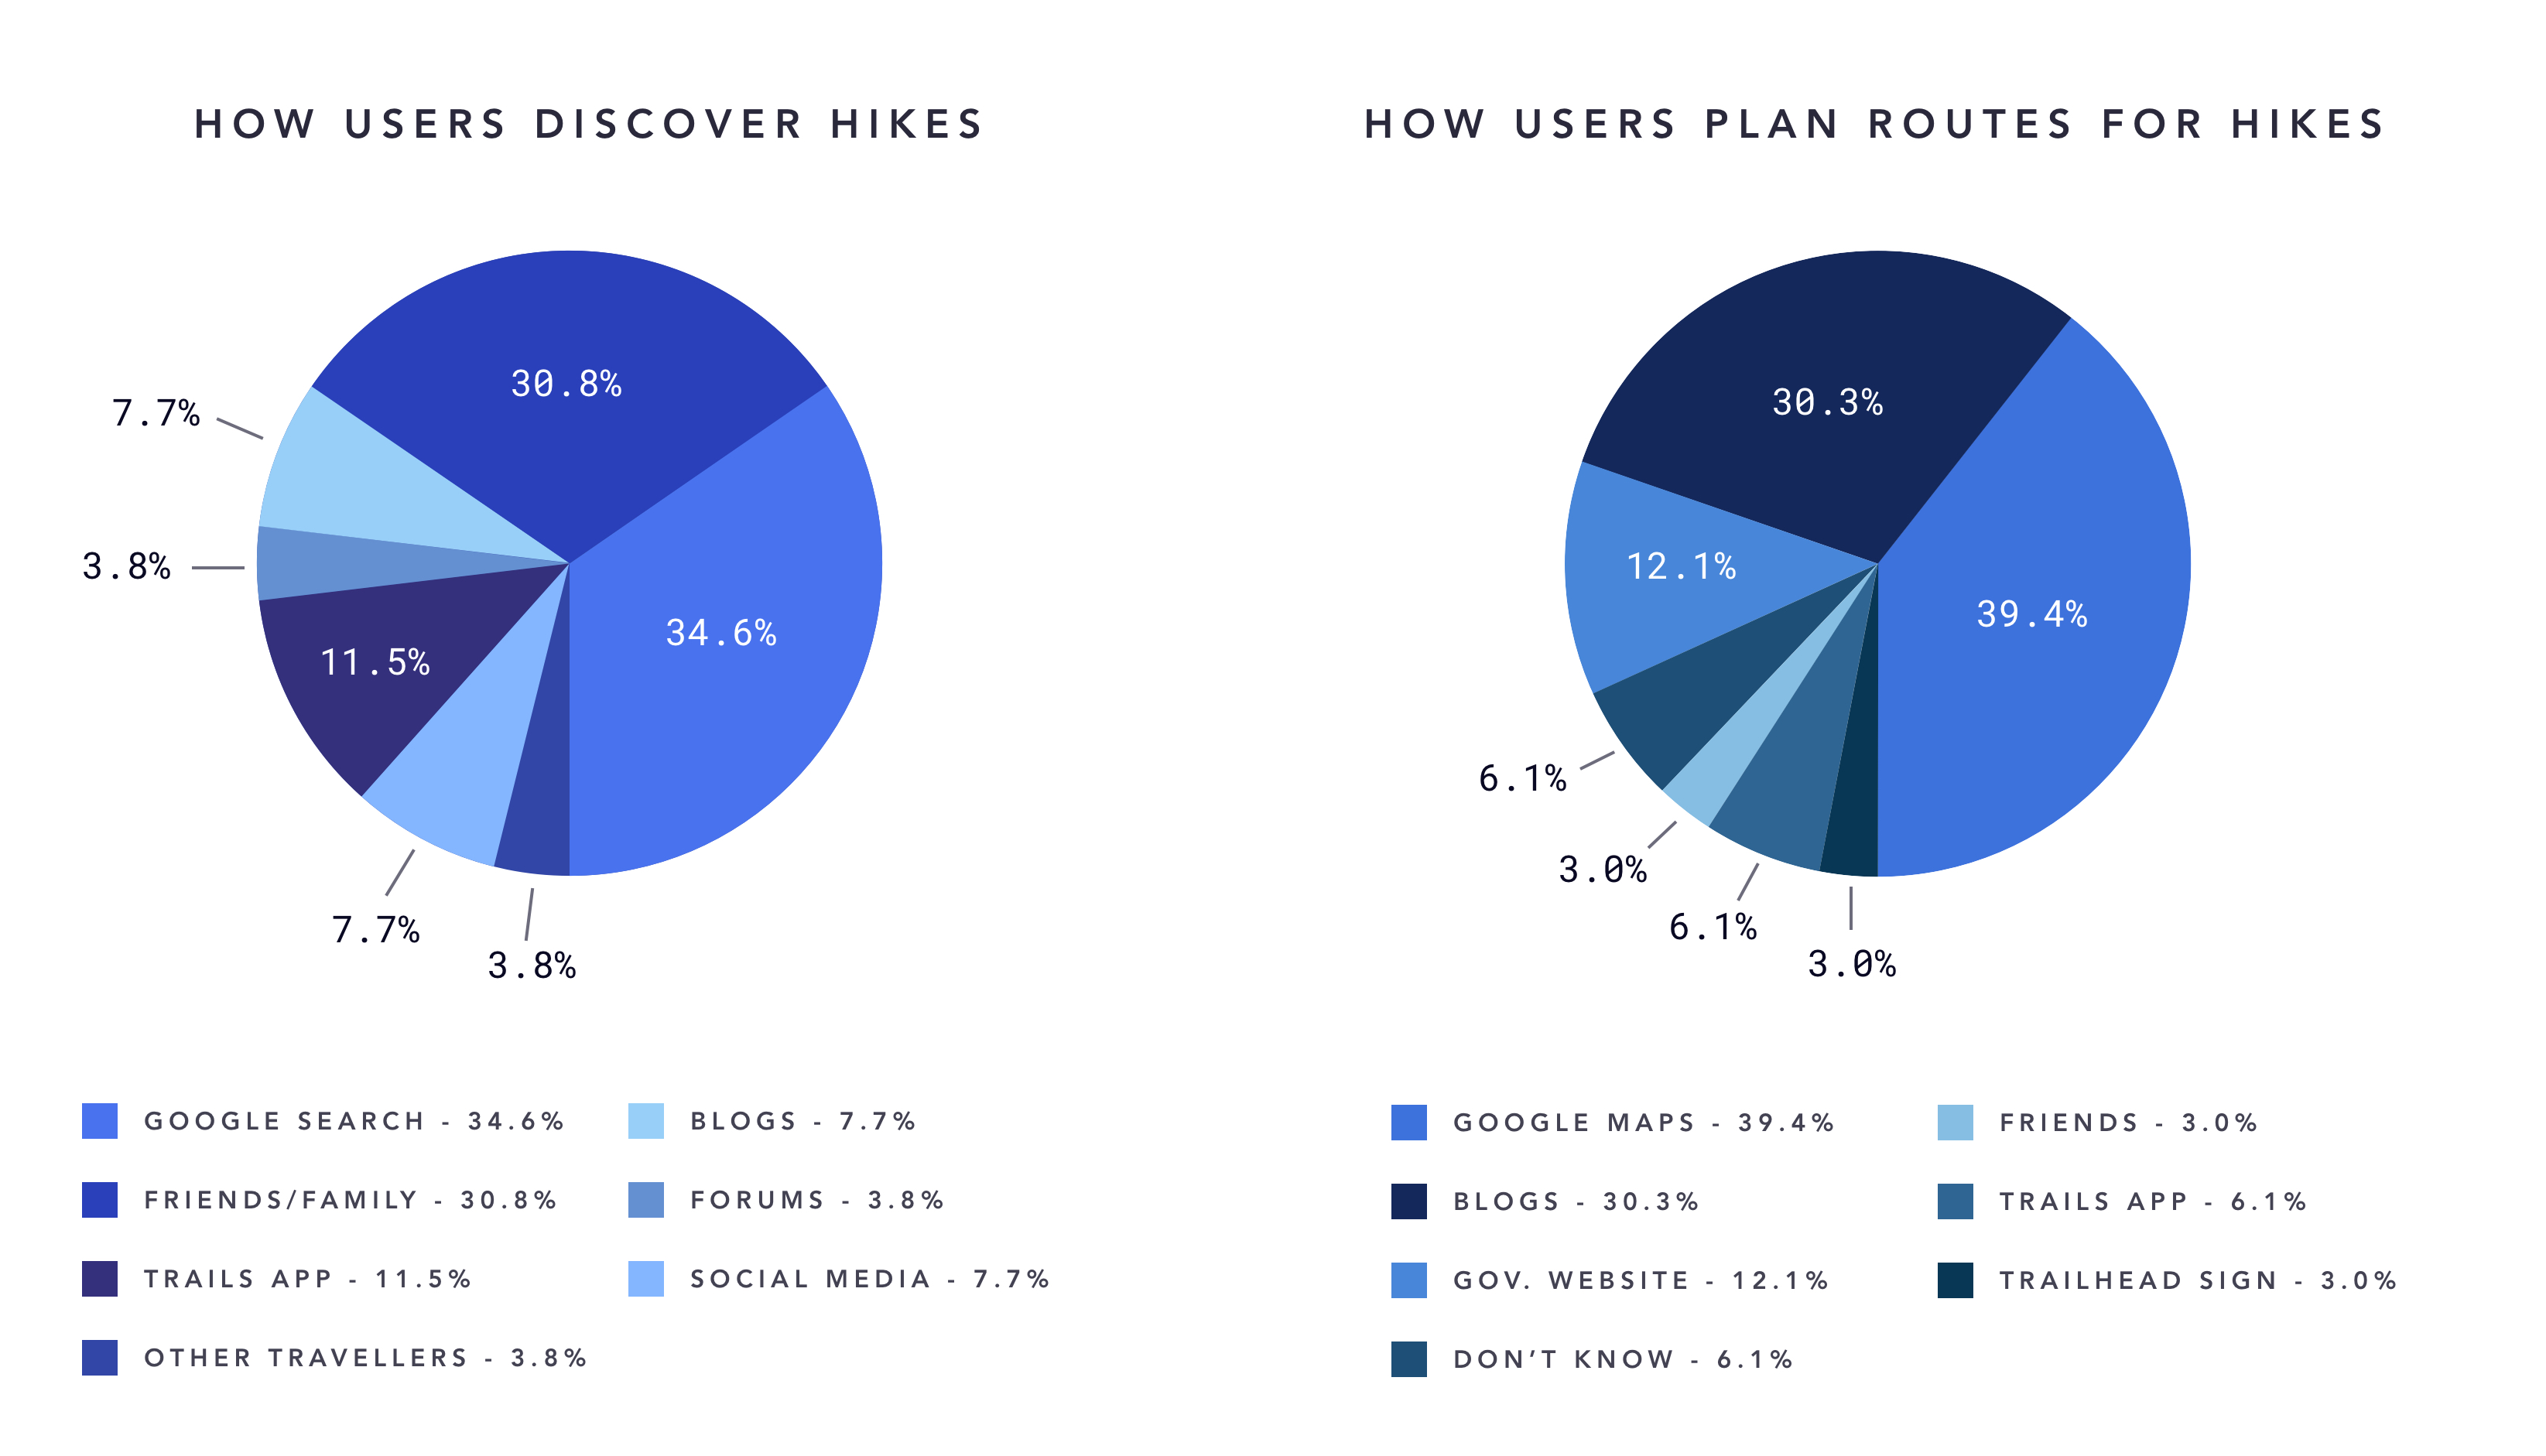 HOW USERS DISCOVER HIKES
30.8%
7.7%
3.8%
34.6%
11.5%
7.7%
3.8%
GOOGLE SEARCH - 34.6%
FRIENDS/FAMILY - 30.8%
TRAILS APP - 11.5%
OTHER TRAVELLERS - 3.8%
BLOGS - 7.7%
FORUMS - 3.8%
SOCIAL MEDIA - 7.7%
HOW USERS PLAN ROUTES FOR HIKES
30.3%
12.1%
39.4%
6.1%
3.0%
6.1%
3.0%
GOOGLE MAPS - 39.4%
BLOGS - 30.3%
GOV. WEBSITE - 12.1%
DON’T KNOW - 6.1%
FRIENDS - 3.0%
TRAILS APP - 6.1%
TRAILHEAD SIGN - 3.0%